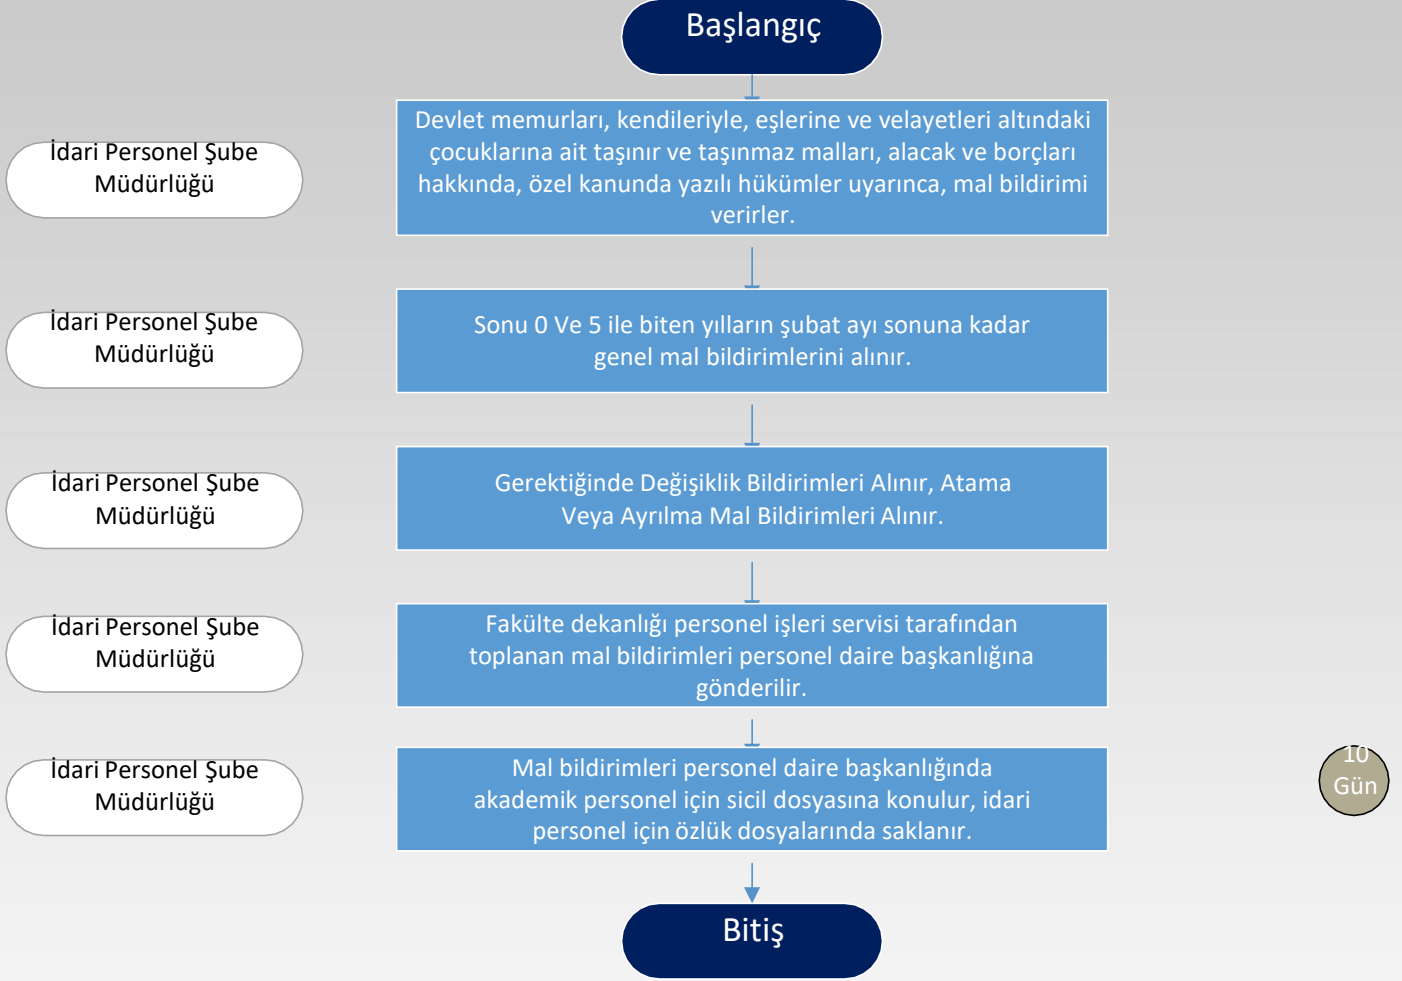 Başlangıç
İdari Personel Şube
Müdürlüğü
Devlet memurları, kendileriyle, eşlerine ve velayetleri altındaki
çocuklarına ait taşınır ve taşınmaz malları, alacak ve borçları
hakkında, özel kanunda yazılı hükümler uyarınca, mal bildirimi
verirler.
İdari Personel Şube
Müdürlüğü
Sonu 0 Ve 5 ile biten yılların şubat ayı sonuna kadar
genel mal bildirimlerini alınır.
İdari Personel Şube
Müdürlüğü
Gerektiğinde Değişiklik Bildirimleri Alınır, Atama
Veya Ayrılma Mal Bildirimleri Alınır.
İdari Personel Şube
Müdürlüğü
Fakülte dekanlığı personel işleri servisi tarafından
toplanan mal bildirimleri personel daire başkanlığına
gönderilir.
İdari Personel Şube
Müdürlüğü
Mal bildirimleri personel daire başkanlığında
akademik personel için sicil dosyasına konulur, idari
personel için özlük dosyalarında saklanır.
10
Gün
Bitiş